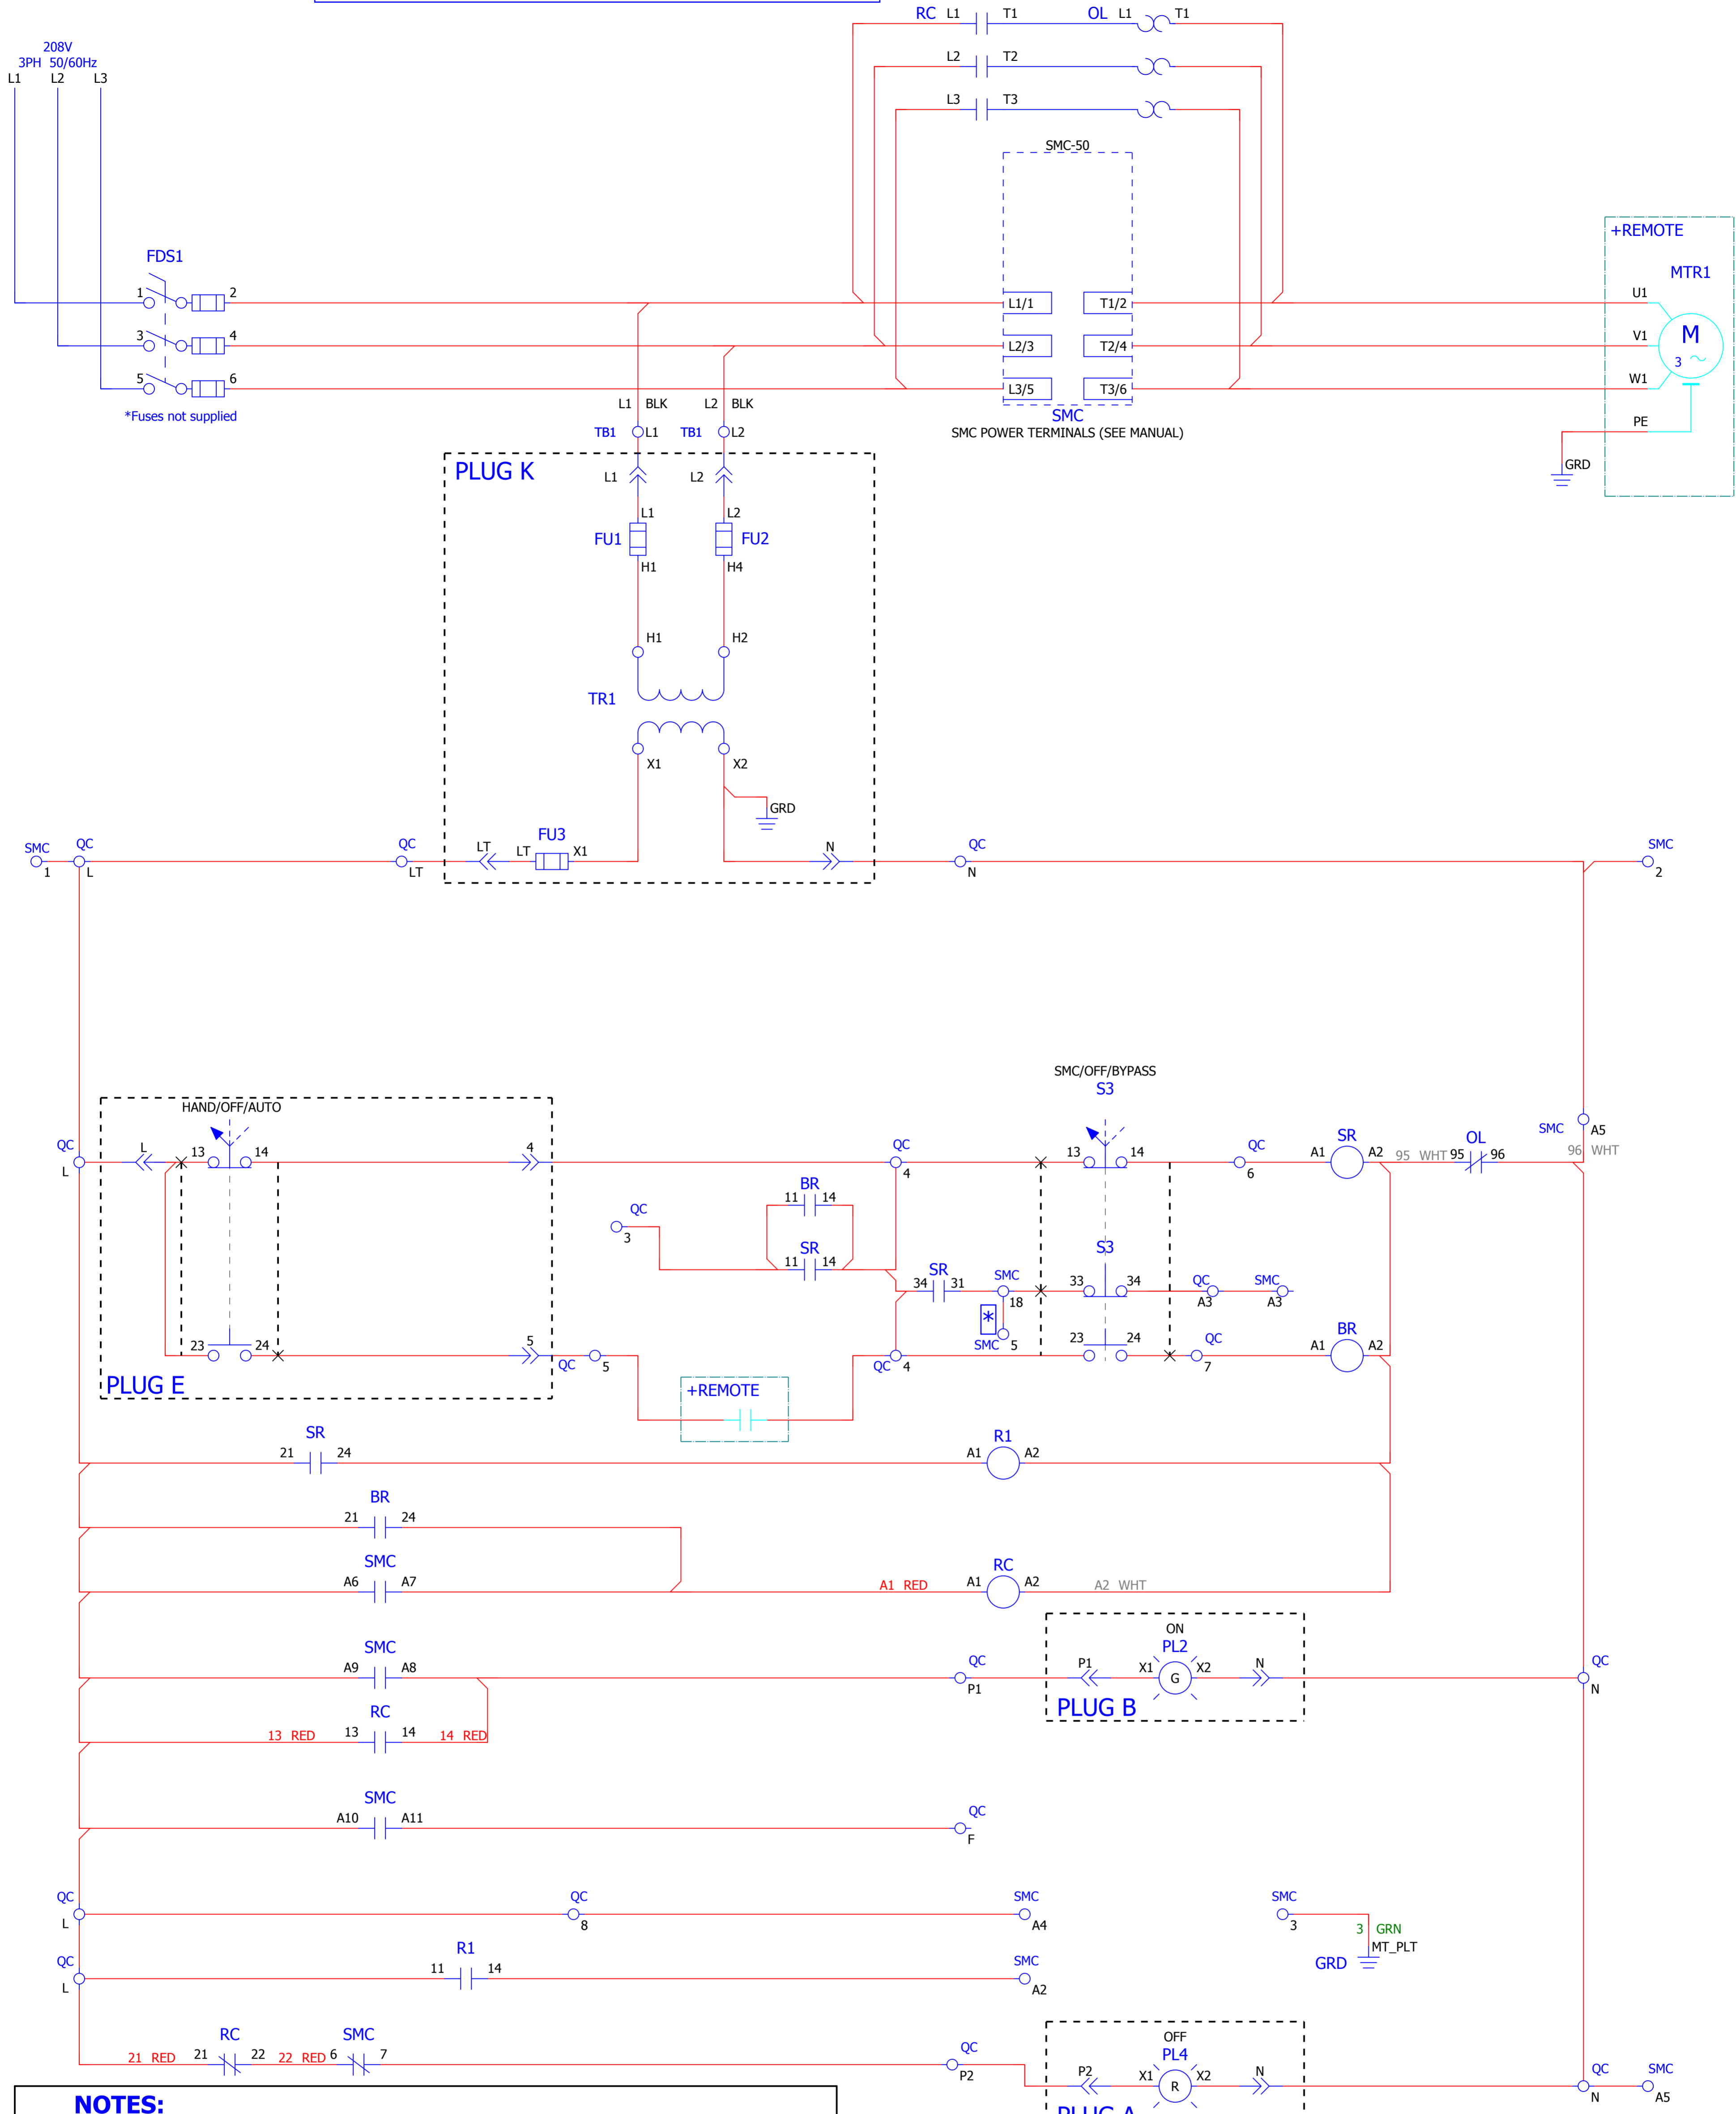 RC L1 T1 OL L1 T1
208V
3PH 50/60Hz
L1 L2 L3
L2 T2
L3 T3
SMC-50
+REMOTE
FDS1
MTR1
1 2 L1/1 T1/2 U1
3 4 L2/3 T2/4 V1
M
3
5 6 L3/5 T3/6 W1
*Fuses not supplied
L1 BLK L2 BLK
SMC
PE
TB1 L1 TB1 L2
SMC POWER TERMINALS (SEE MANUAL)
PLUG K
GRD
L1 L2
L1 L2
FU1 FU2
H1 H4
H1 H2
TR1
X1 X2
GRD
FU3
SMC QC QC LT LT X1 N QC SMC
1 L LT N 2
SMC/OFF/BYPASS
S3
HAND/OFF/AUTO
SMC A5
QC L 13 14 4 QC 13 14 QC SR A1 A2 95 WHT OL 95 96 96 WHT
L 4 6
BR
11 14
QC
3
SR
11 14
S3
SR
34 31 SMC 33 34 QC SMC
18 A3 A3
*
SMC 5
23 24 5 QC 5 QC 4 23 24 QC 7 BR A1 A2
PLUG E
+REMOTE
SR R1
21 24 A1 A2
BR
21 24
SMC RC
A6 A7 A1 RED A1 A2 A2 WHT
ON
SMC PL2
A9 A8 QC P1 X1 G X2 N QC
P1 N
RC
PLUG B
13 RED 13 14 14 RED
SMC
A10 A11 QC
F
QC QC SMC SMC
L 8 A4 3
3 GRN
MT_PLT
GRD
QC R1 SMC
L 11 14 A2
OFF
RC SMC PL4
21 RED 21 22 22 RED 6 7 QC P2 X1 R X2 N QC SMC
P2 N A5
NOTES:
PLUG A